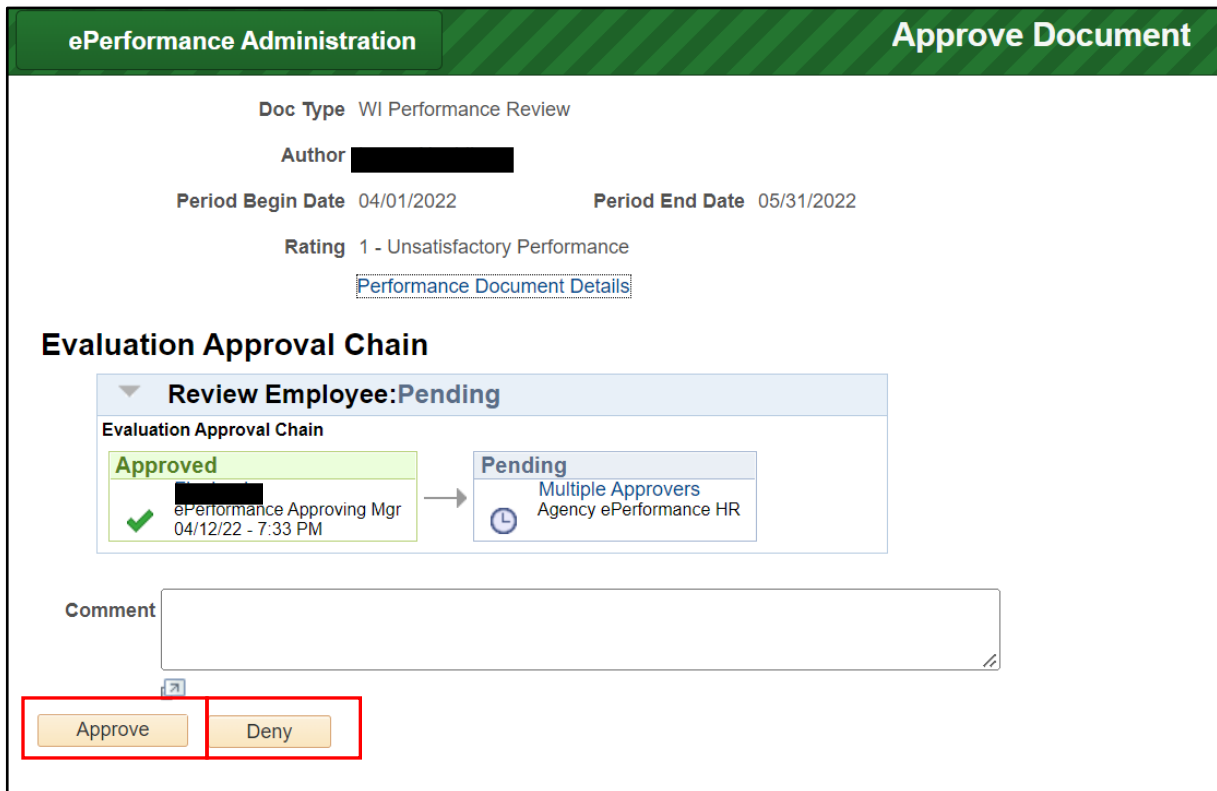 ePerformance Administration
Approve Document
Doc Type WI Performance Review
Author
Period Begin Date 04/01/2022 Period End Date 05/31/2022
Rating 1 - Unsatisfactory Performance
Performance Document Details
Evaluation Approval Chain
Review Employee:Pending
Evaluation Approval Chain
Approved
ePerformance Approving Mgr
04/12/22 - 7:33 PM
Pending
Multiple Approvers
Agency ePerformance HR
Comment
Approve
Deny